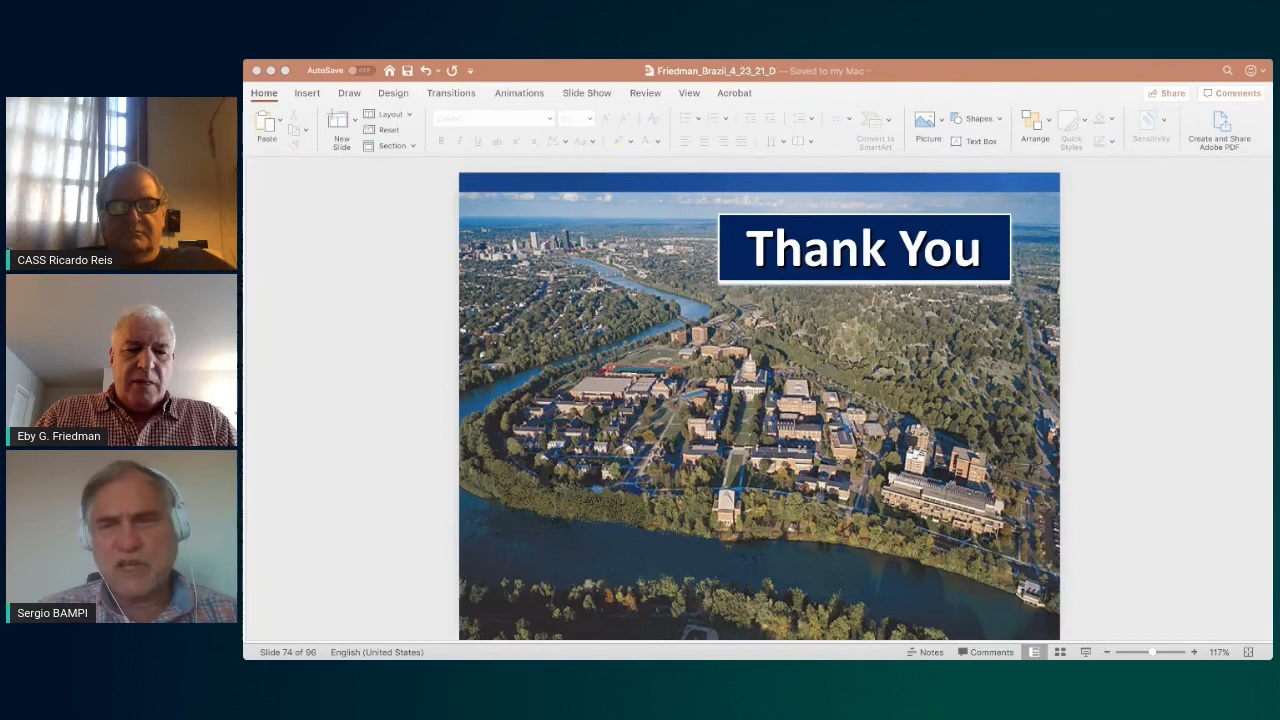 CASS Ricardo Reis
Eby G. Friedman
Sergio BAMPI
AutoSave OFF
Friedman_Brazil_4_23_21_D — Saved to my Mac
Home Insert Draw Design Transitions Animations Slide Show Review View Acrobat
Share Comments
Paste
New
Slide
Layout
Reset
Section
Convert to
SmartArt
Picture
Shapes
Text Box
Arrange
Quick
Styles
Sensitivity
Create and Share
Adobe PDF
Thank You
Slide 74 of 96 English (United States)
Notes Comments 117%